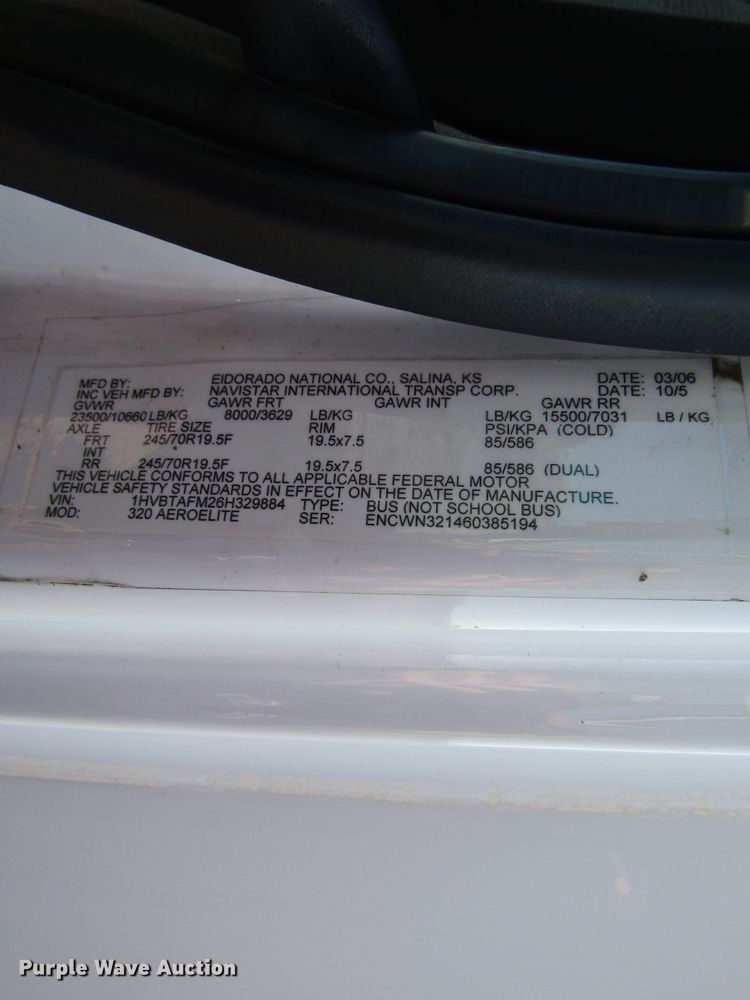 MFD BY: EIDORADO NATIONAL CO., SALINA, KS DATE: 03/06
INC VEH MFD BY: NAVISTAR INTERNATIONAL TRANSP CORP. DATE: 10/5
GVWR GAWR FRT GAWR INT GAWR RR
23500/10660 LB/KG 8000/3629 LB/KG LB/KG 15500/7031 LB / KG
AXLE TIRE SIZE RIM PSI/KPA (COLD)
FRT 245/70R19.5F 19.5x7.5 85/586
INT
RR 245/70R19.5F 19.5x7.5 85/586 (DUAL)
THIS VEHICLE CONFORMS TO ALL APPLICABLE FEDERAL MOTOR
VEHICLE SAFETY STANDARDS IN EFFECT ON THE DATE OF MANUFACTURE.
VIN: 1HVBTAFM26H329884 TYPE: BUS (NOT SCHOOL BUS)
MOD: 320 AEROELITE SER: ENCWN321460385194
Purple Wave Auction